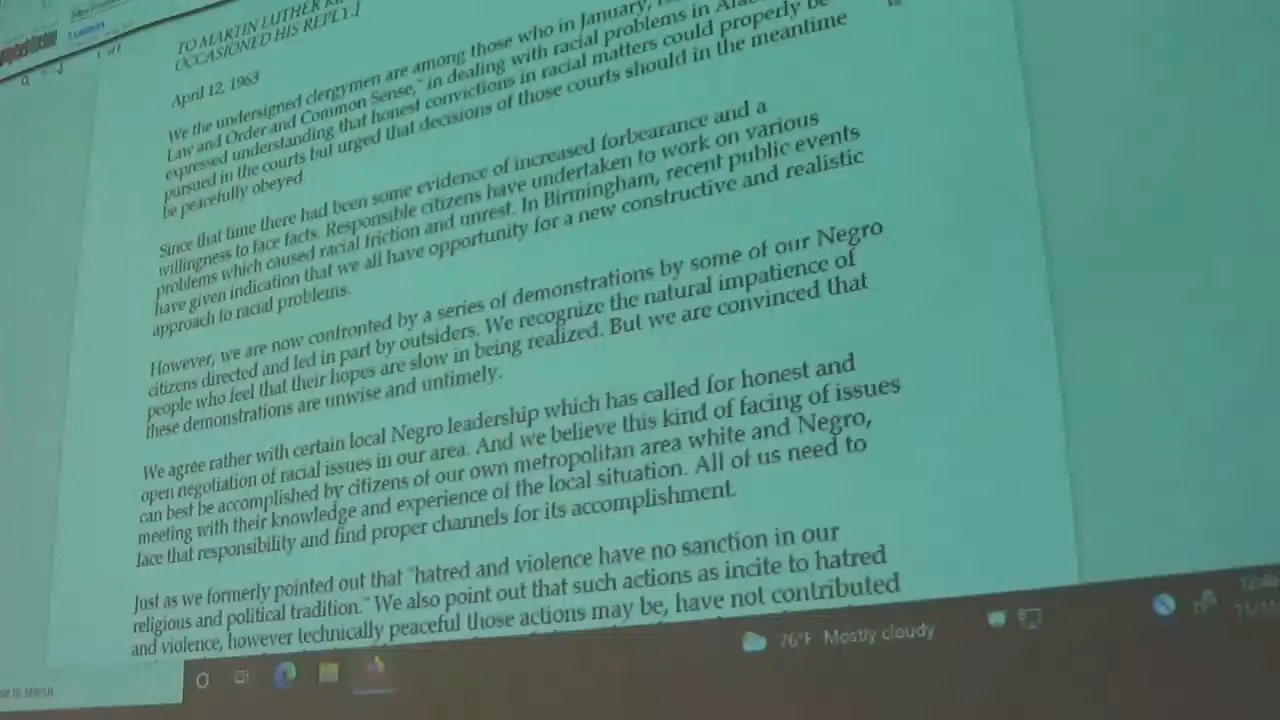 TO MARTIN LUTHER
OCCASIONED HIS REPLY.]
April 12, 1963
We the undersigned clergymen are among those who in January,
Law and Order and Common Sense," in dealing with racial problems in
expressed understanding that honest convictions in racial matters could properly be
pursued in the courts but urged that decisions of those courts should in the meantime
be peacefully obeyed.
Since that time there had been some evidence of increased forbearance and a
willingness to face facts. Responsible citizens have undertaken to work on various
problems which caused racial friction and unrest. In Birmingham, recent public events
have given indication that we all have opportunity for a new constructive and realistic
approach to racial problems.
However, we are now confronted by a series of demonstrations by some of our Negro
citizens directed and led in part by outsiders. We recognize the natural impatience of
people who feel that their hopes are slow in being realized. But we are convinced that
these demonstrations are unwise and untimely.
We agree rather with certain local Negro leadership which has called for honest and
open negotiation of racial issues in our area. And we believe this kind of facing of issues
can best be accomplished by citizens of our own metropolitan area white and Negro,
meeting with their knowledge and experience of the local situation. All of us need to
face that responsibility and find proper channels for its accomplishment.
Just as we formerly pointed out that "hatred and violence have no sanction in our
religious and political tradition." We also point out that such actions as incite to hatred
and violence, however technically peaceful those actions may be, have not contributed
76°F Mostly cloudy